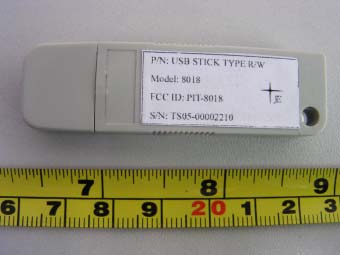 P/N: USB STICK TYPE R/W
Model: 8018
FCC ID: PIT-8018
S/N: TS05-00002210
7 8 9
6 7 8 9 20 1 2 3